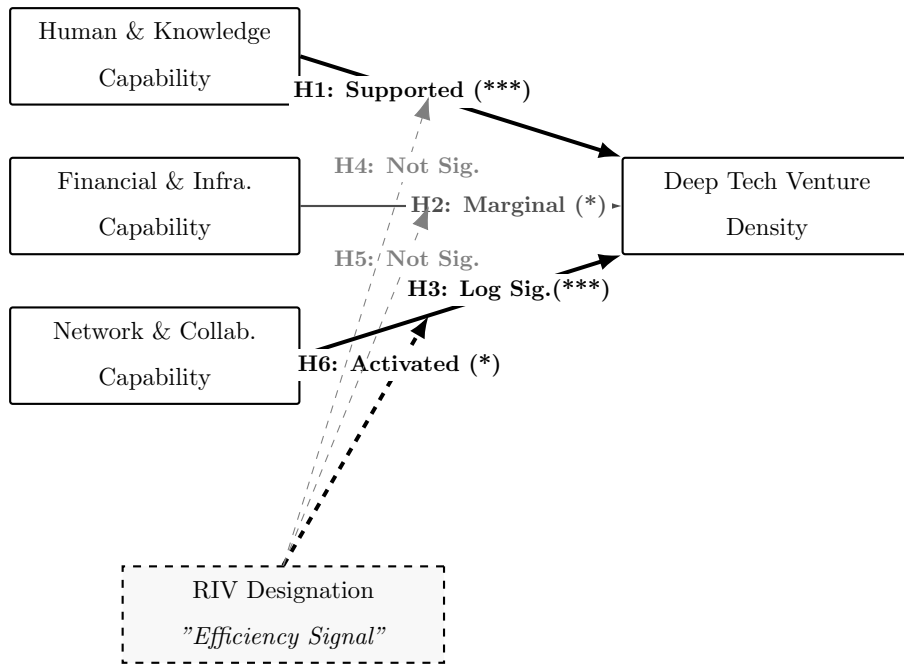 Human & Knowledge
Capability
H1: Supported (***)
H4: Not Sig.
Financial & Infra.
Capability
H2: Marginal (*)
Deep Tech Venture
Density
H5: Not Sig.
H3: Log Sig.(***)
Network & Collab.
Capability
H6: Activated (*)
RIV Designation
”Efficiency Signal”